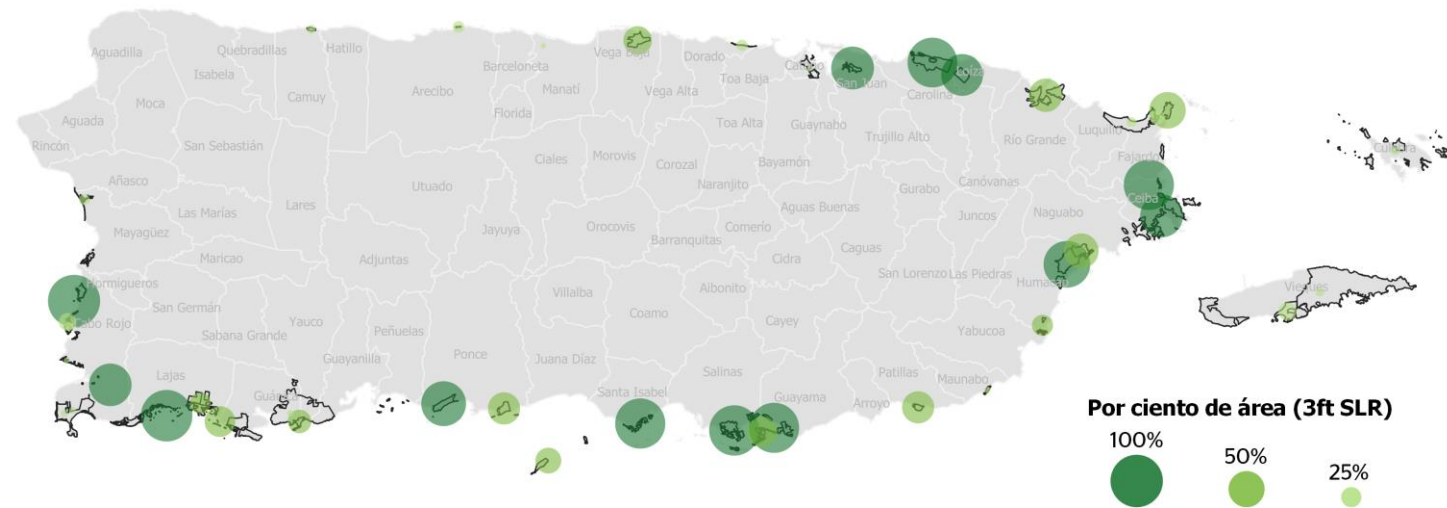 Aguadilla
Quebradillas
Hatillo
Isabela
Camuy
Arecibo
Barceloneta
Manatí
Florida
Vega Baja
Vega Alta
Dorado
Toa Baja
Toa Alta
Cataño
Guaynabo
San Juan
Carolina
Loíza
Trujillo Alto
Río Grande
Luquillo
Fajardo
Culebra
Moca
Aguada
Rincón
San Sebastián
Añasco
Las Marías
Lares
Utuado
Ciales
Morovis
Corozal
Bayamón
Naranjito
Gurabo
Canóvanas
Ceiba
Mayagüez
Maricao
Adjuntas
Jayuya
Orocovis
Barranquitas
Comerío
Aguas Buenas
Caguas
Juncos
Naguabo
Cidra
San Lorenzo
Las Piedras
Humacao
Vieques
Hormigueros
Cabo Rojo
San Germán
Sabana Grande
Yauco
Guayanilla
Peñuelas
Villalba
Coamo
Aibonito
Cayey
Yabucoa
Lajas
Guánica
Ponce
Juana Díaz
Santa Isabel
Salinas
Guayama
Arroyo
Patillas
Maunabo
Por ciento de área (3ft SLR)
100%
50%
25%